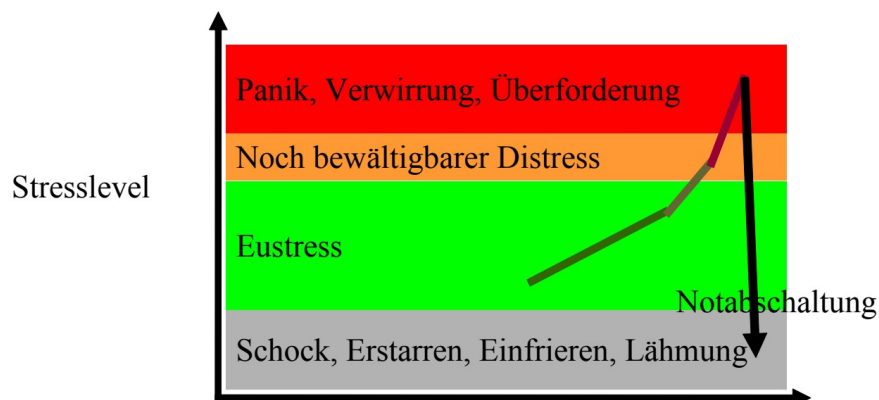 Panik, Verwirrung, Überforderung
Noch bewältigbarer Distress
Stresslevel
Eustress
Notabschaltung
Schock, Erstarren, Einfrieren, Lähmung